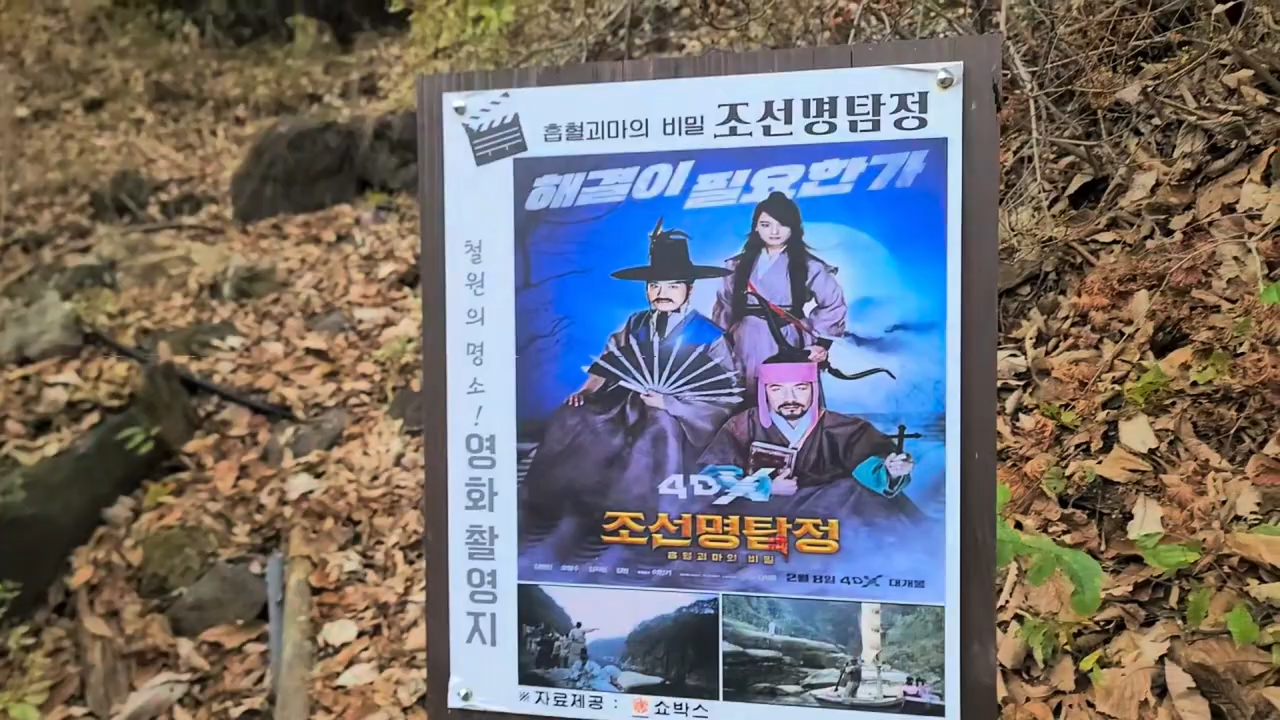 흡혈괴마의 비밀 조선명탐정
해결이 필요한가
철원의 명소! 영화촬영지
4DX
조선명탐정
흡혈괴마의 비밀
2월 8일 4DX 대개봉
※ 자료제공 : 쇼박스